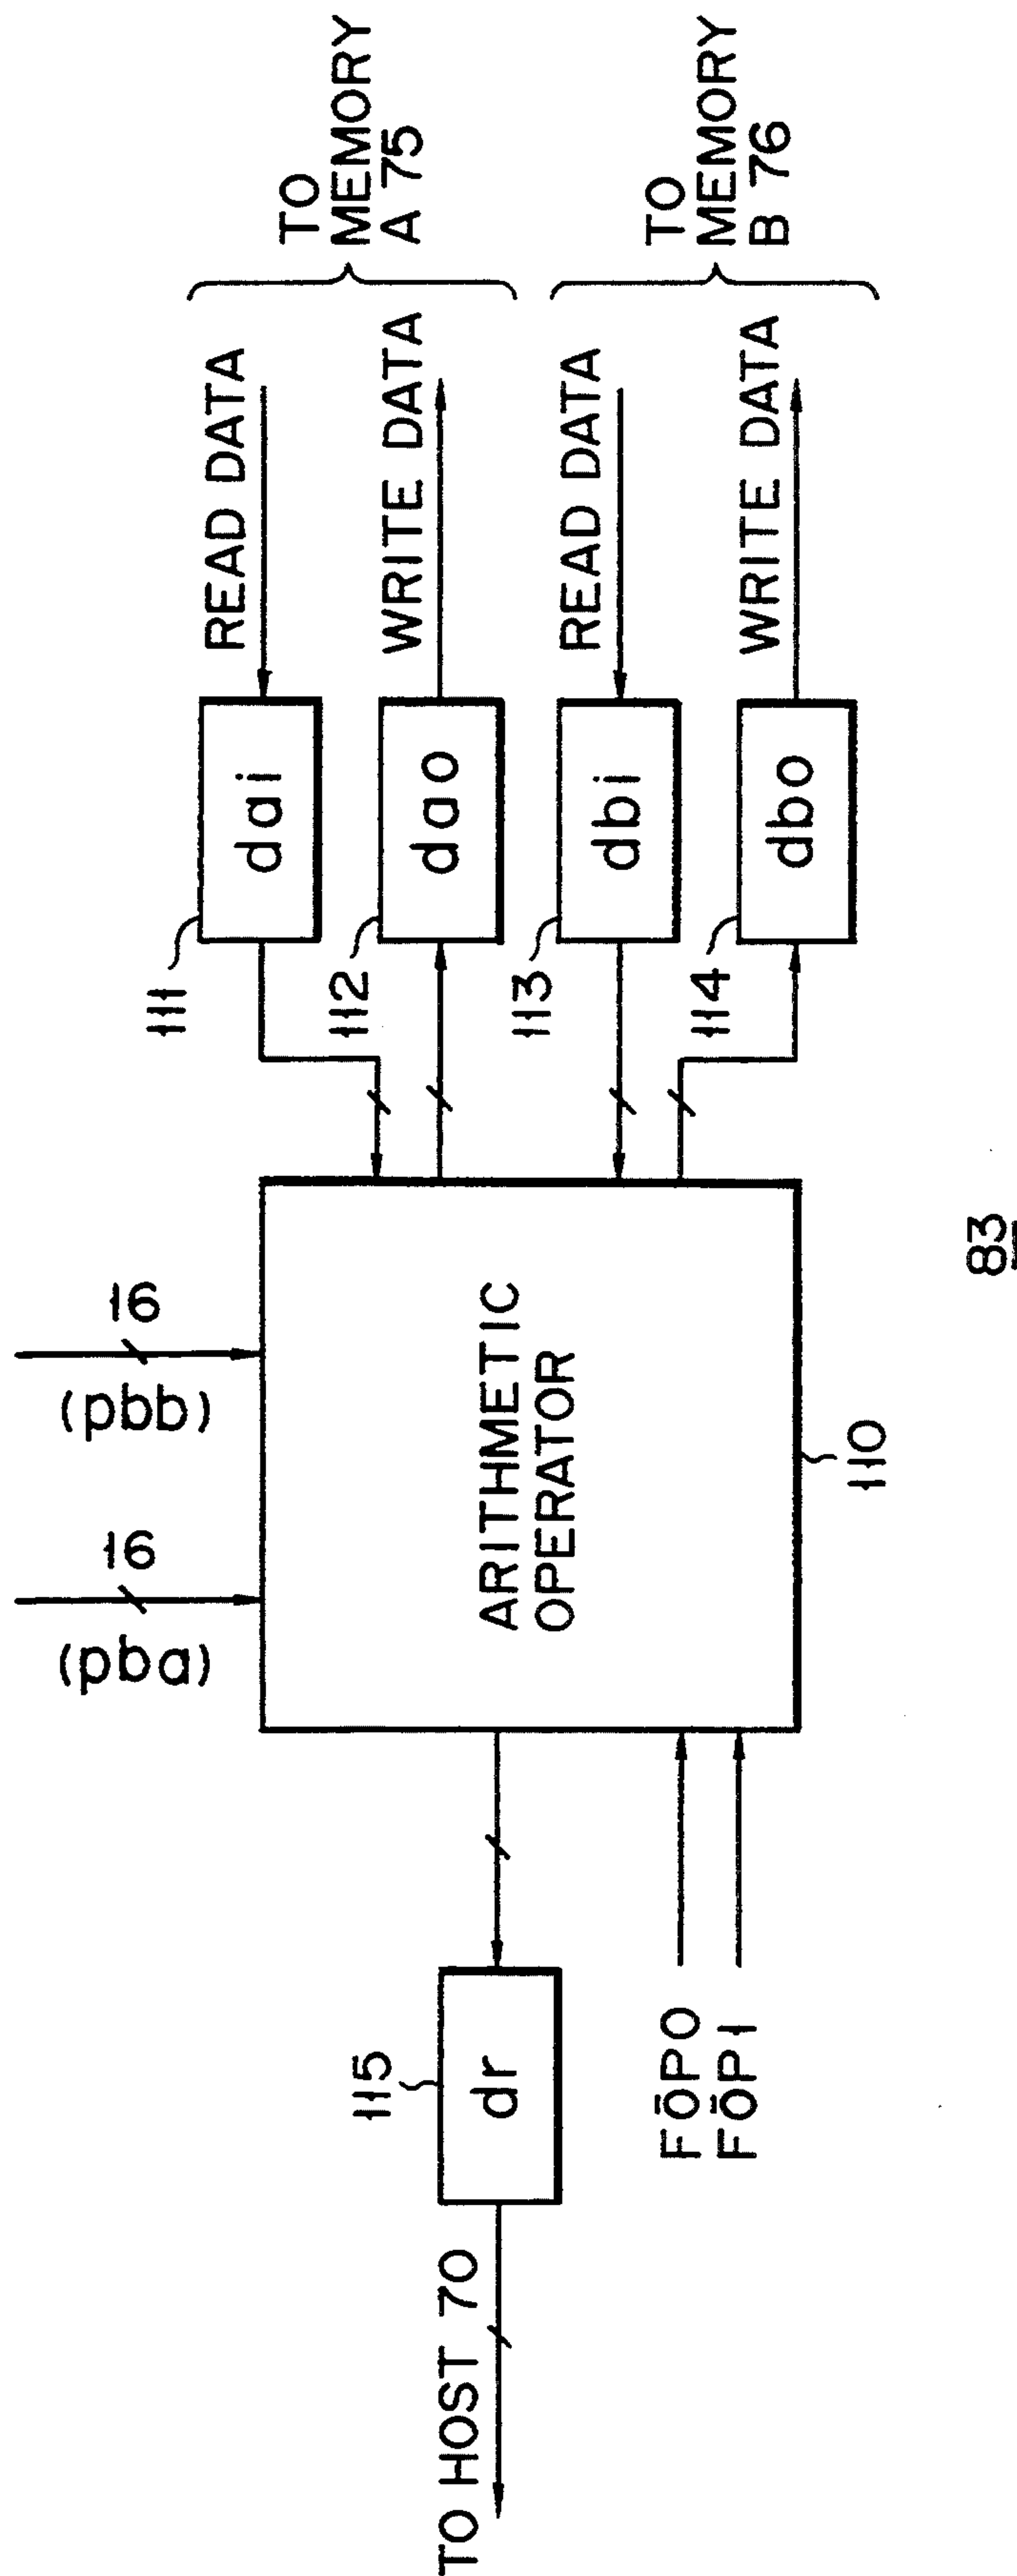 (pba)
16
(pbb)
16
TO HOST 70
115
dr
FŌP0
FŌP1
ARITHMETIC
OPERATOR
110
111
dai
READ DATA
112
dao
WRITE DATA
TO
MEMORY
A 75
113
dbi
READ DATA
114
dbo
WRITE DATA
TO
MEMORY
B 76
83